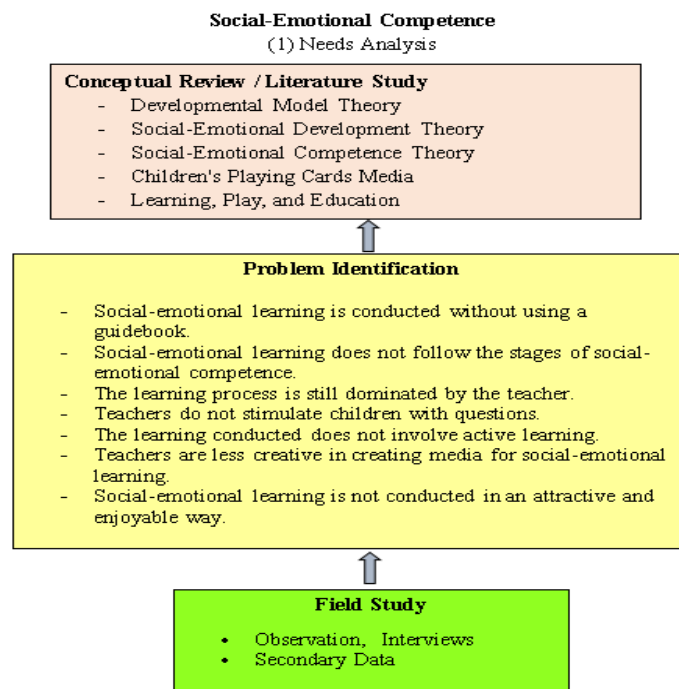 Social-Emotional Competence
(1) Needs Analysis
Conceptual Review / Literature Study
- Developmental Model Theory
- Social-Emotional Development Theory
- Social-Emotional Competence Theory
- Children's Playing Cards Media
- Learning, Play, and Education
Problem Identification
- Social-emotional learning is conducted without using a
guidebook.
- Social-emotional learning does not follow the stages of social-
emotional competence.
- The learning process is still dominated by the teacher.
- Teachers do not stimulate children with questions.
- The learning conducted does not involve active learning.
- Teachers are less creative in creating media for social-emotional
learning.
- Social-emotional learning is not conducted in an attractive and
enjoyable way.
Field Study
• Observation, Interviews
• Secondary Data